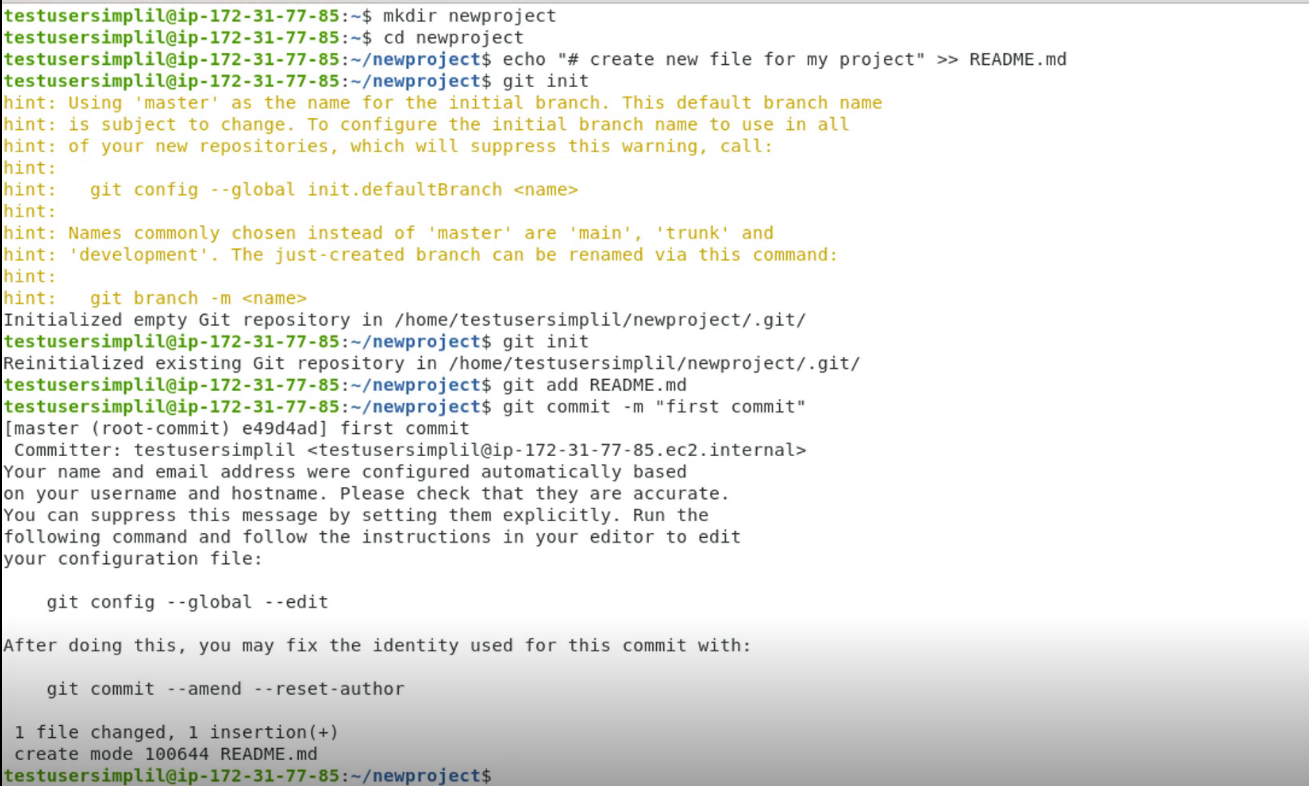 testusersimplil@ip-172-31-77-85:~$ mkdir newproject
testusersimplil@ip-172-31-77-85:~$ cd newproject
testusersimplil@ip-172-31-77-85:~/newproject$ echo "# create new file for my project" >> README.md
testusersimplil@ip-172-31-77-85:~/newproject$ git init
hint: Using 'master' as the name for the initial branch. This default branch name
hint: is subject to change. To configure the initial branch name to use in all
hint: of your new repositories, which will suppress this warning, call:
hint:
hint:   git config --global init.defaultBranch <name>
hint:
hint: Names commonly chosen instead of 'master' are 'main', 'trunk' and
hint: 'development'. The just-created branch can be renamed via this command:
hint:
hint:   git branch -m <name>
Initialized empty Git repository in /home/testusersimplil/newproject/.git/
testusersimplil@ip-172-31-77-85:~/newproject$ git init
Reinitialized existing Git repository in /home/testusersimplil/newproject/.git/
testusersimplil@ip-172-31-77-85:~/newproject$ git add README.md
testusersimplil@ip-172-31-77-85:~/newproject$ git commit -m "first commit"
[master (root-commit) e49d4ad] first commit
 Committer: testusersimplil <testusersimplil@ip-172-31-77-85.ec2.internal>
Your name and email address were configured automatically based
on your username and hostname. Please check that they are accurate.
You can suppress this message by setting them explicitly. Run the
following command and follow the instructions in your editor to edit
your configuration file:

    git config --global --edit

After doing this, you may fix the identity used for this commit with:

    git commit --amend --reset-author

 1 file changed, 1 insertion(+)
 create mode 100644 README.md
testusersimplil@ip-172-31-77-85:~/newproject$